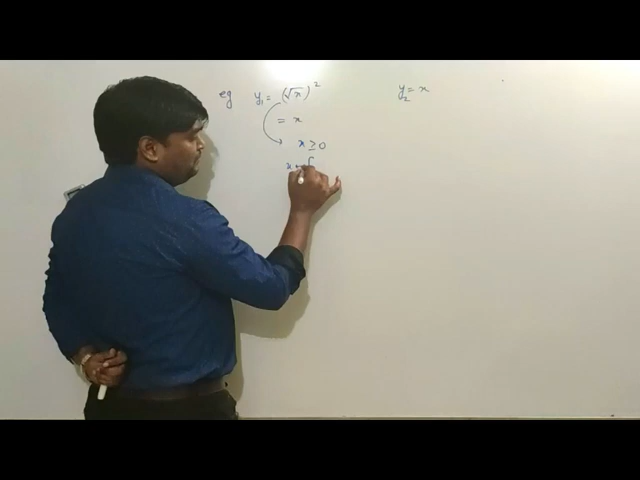 eg y₁ = (√x)² y₂ = x
= x
x ≥ 0
x